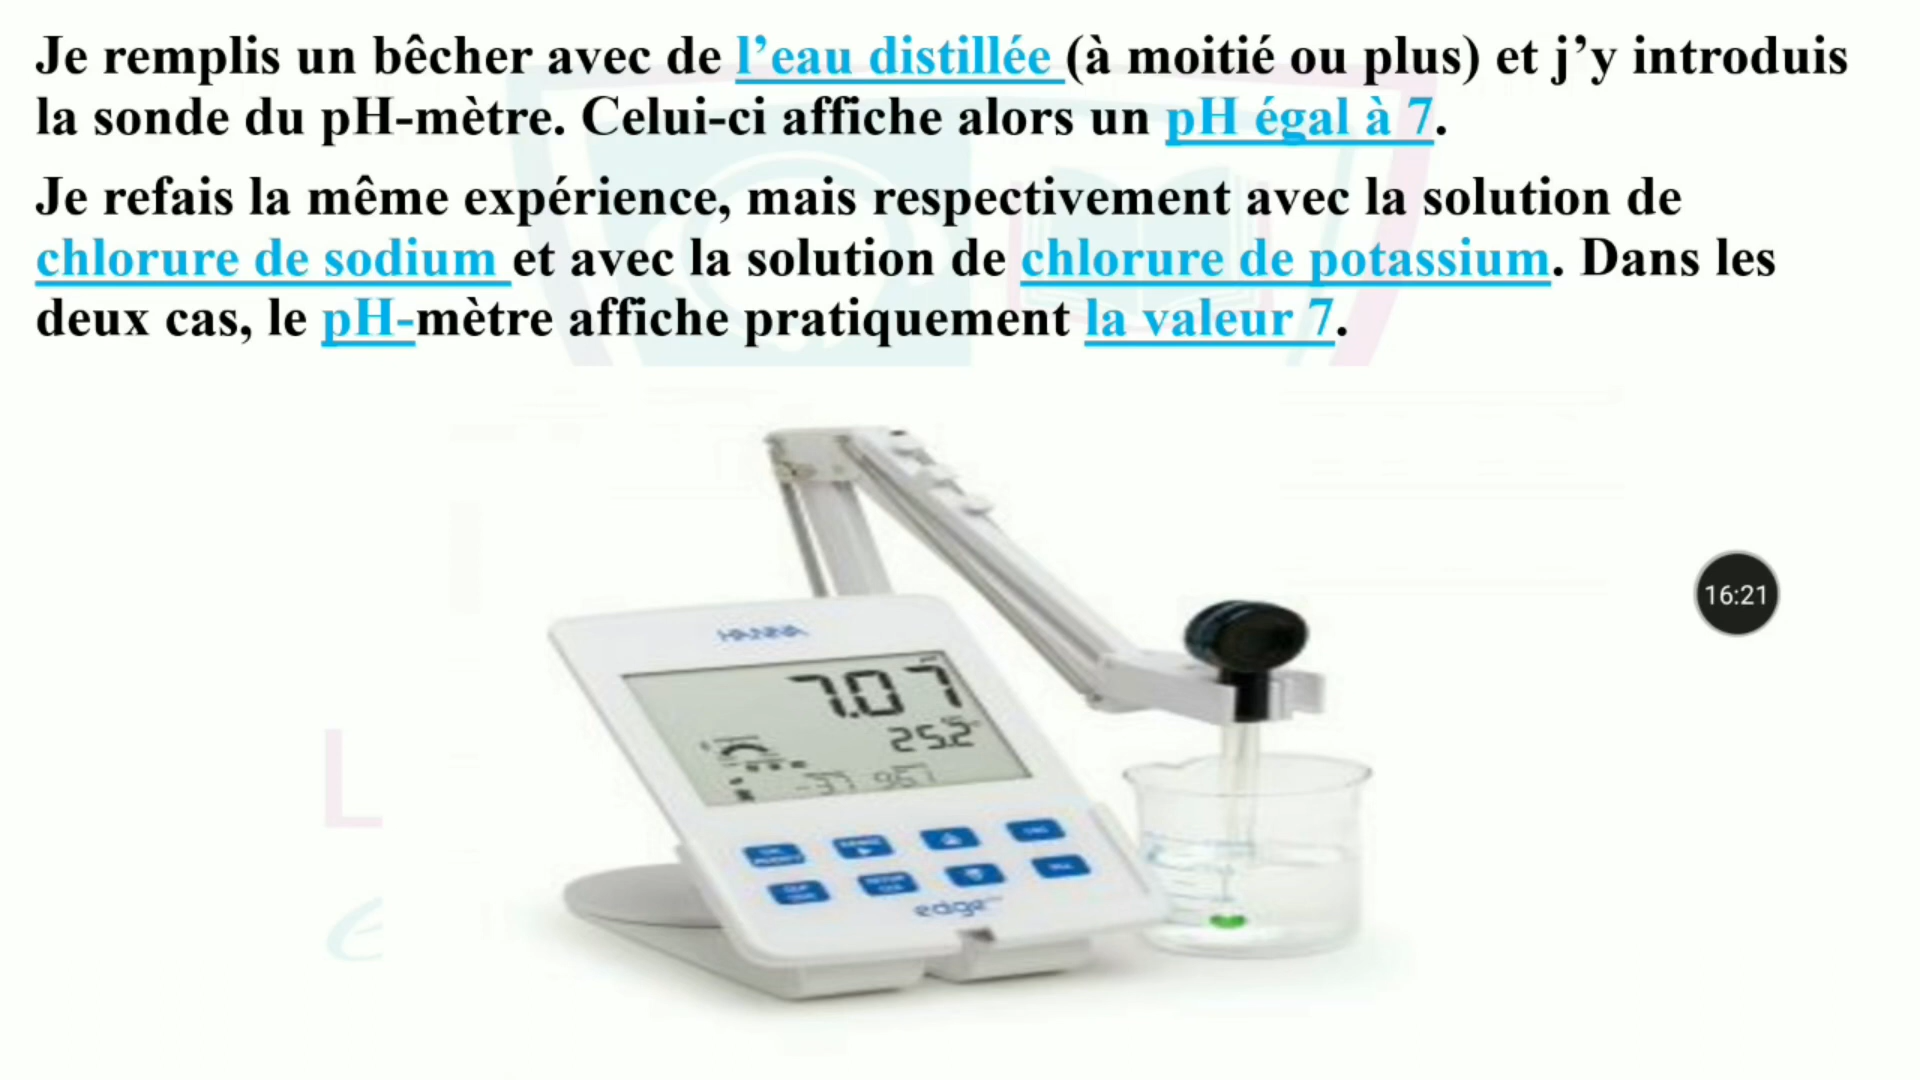 Je remplis un bêcher avec de l’eau distillée (à moitié ou plus) et j’y introduis
la sonde du pH-mètre. Celui-ci affiche alors un pH égal à 7.
Je refais la même expérience, mais respectivement avec la solution de
chlorure de sodium et avec la solution de chlorure de potassium. Dans les
deux cas, le pH-mètre affiche pratiquement la valeur 7.
16:21
HANNA
7.07
25.2
edge
L
e